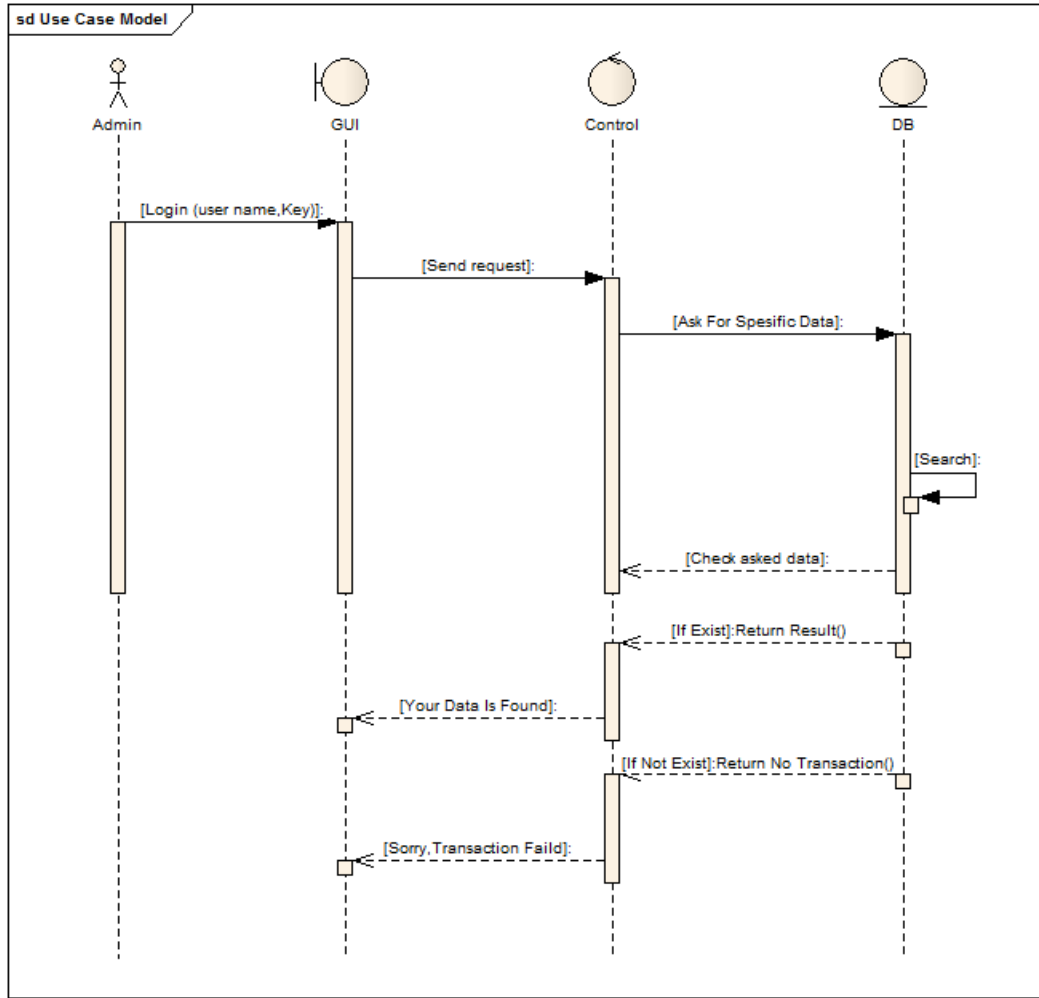 sd Use Case Model
Admin
GUI
Control
DB
[Login (user name,Key)]:
[Send request]:
[Ask For Spesific Data]:
[Search]:
[Check asked data]:
[If Exist]:Return Result()
[Your Data Is Found]:
[If Not Exist]:Return No Transaction()
[Sorry,Transaction Faild]: